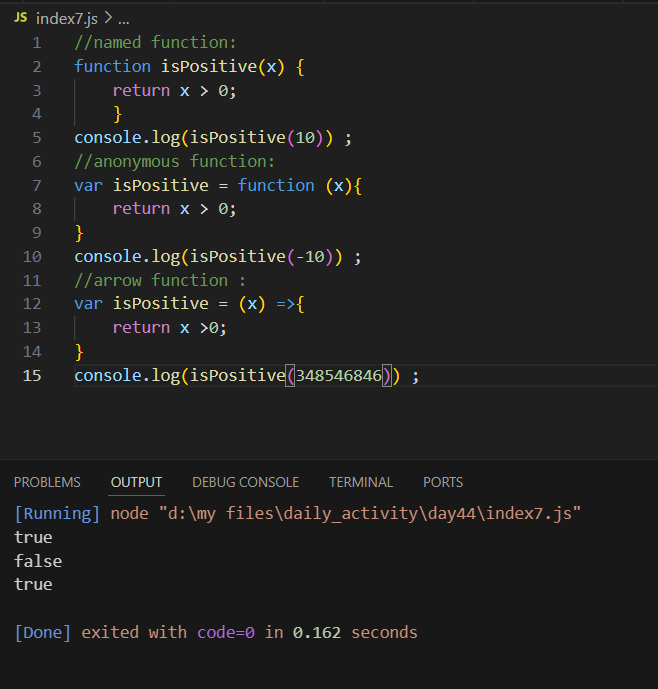 JS index7.js > ...
1 //named function:
2 function isPositive(x) {
3     return x > 0;
4     }
5 console.log(isPositive(10)) ;
6 //anonymous function:
7 var isPositive = function (x){
8     return x > 0;
9 }
10 console.log(isPositive(-10)) ;
11 //arrow function :
12 var isPositive = (x) =>{
13     return x >0;
14 }
15 console.log(isPositive(348546846)) ;
PROBLEMS OUTPUT DEBUG CONSOLE TERMINAL PORTS
[Running] node "d:\my files\daily_activity\day44\index7.js"
true
false
true
[Done] exited with code=0 in 0.162 seconds